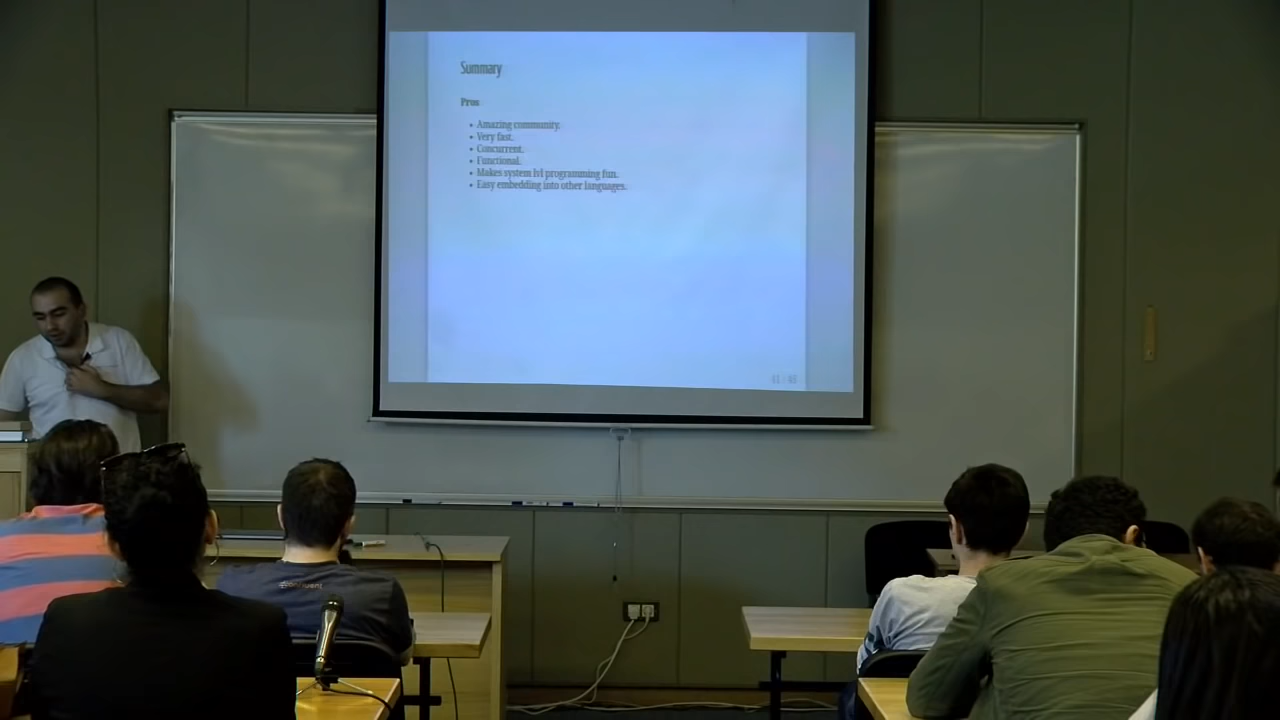 Summary
Pros
• Amazing community.
• Very fast.
• Concurrent.
• Functional.
• Makes system lvl programming fun.
• Easy embedding into other languages.